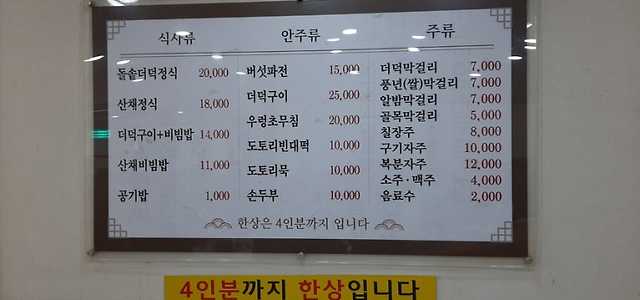 식사류
돌솥더덕정식 20,000
산채정식 18,000
더덕구이+비빔밥 14,000
산채비빔밥 11,000
공기밥 1,000
안주류
버섯파전 15,000
더덕구이 25,000
우렁초무침 20,000
도토리빈대떡 10,000
도토리묵 10,000
손두부 10,000
주류
더덕막걸리 7,000
풍년(쌀)막걸리 7,000
알밤막걸리 7,000
골목막걸리 5,000
칠장주 8,000
구기자주 10,000
복분자주 12,000
소주·맥주 4,000
음료수 2,000
한상은 4인분까지 입니다
4인분까지 한상입니다